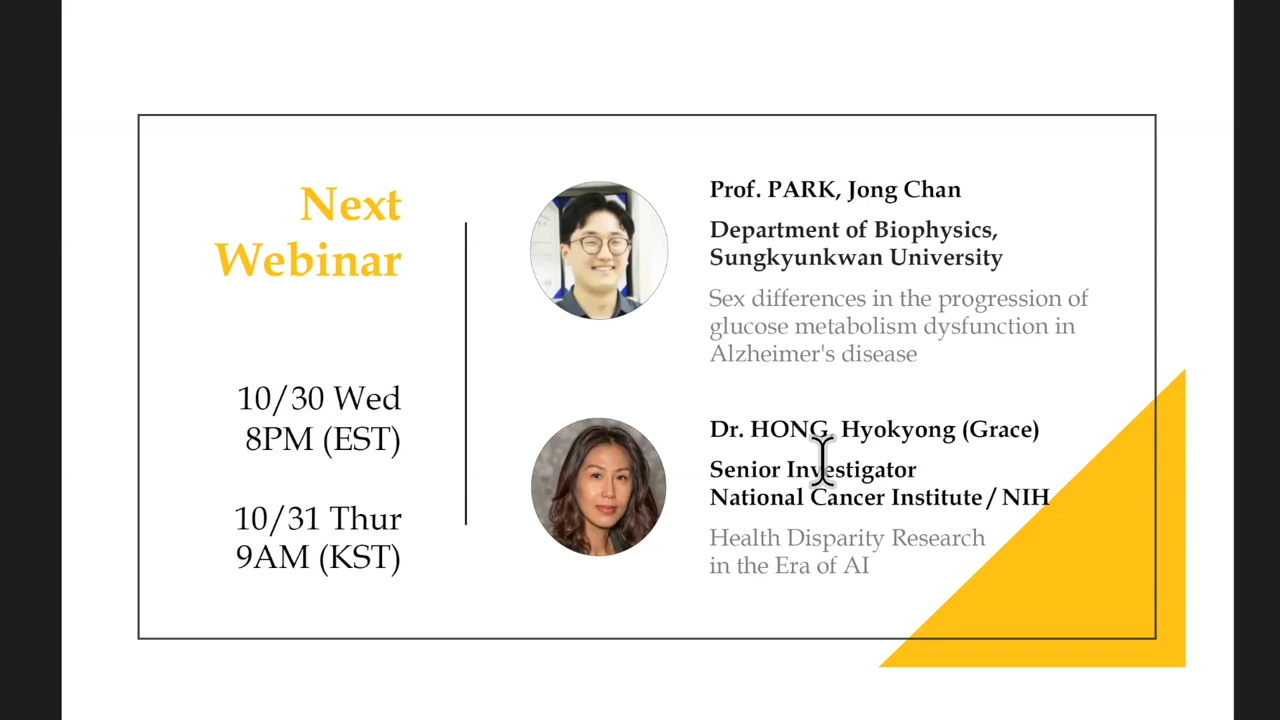 Next
Webinar
10/30 Wed
8PM (EST)
10/31 Thur
9AM (KST)
Prof. PARK, Jong Chan
Department of Biophysics,
Sungkyunkwan University
Sex differences in the progression of
glucose metabolism dysfunction in
Alzheimer's disease
Dr. HONG, Hyokyong (Grace)
Senior Investigator
National Cancer Institute / NIH
Health Disparity Research
in the Era of AI